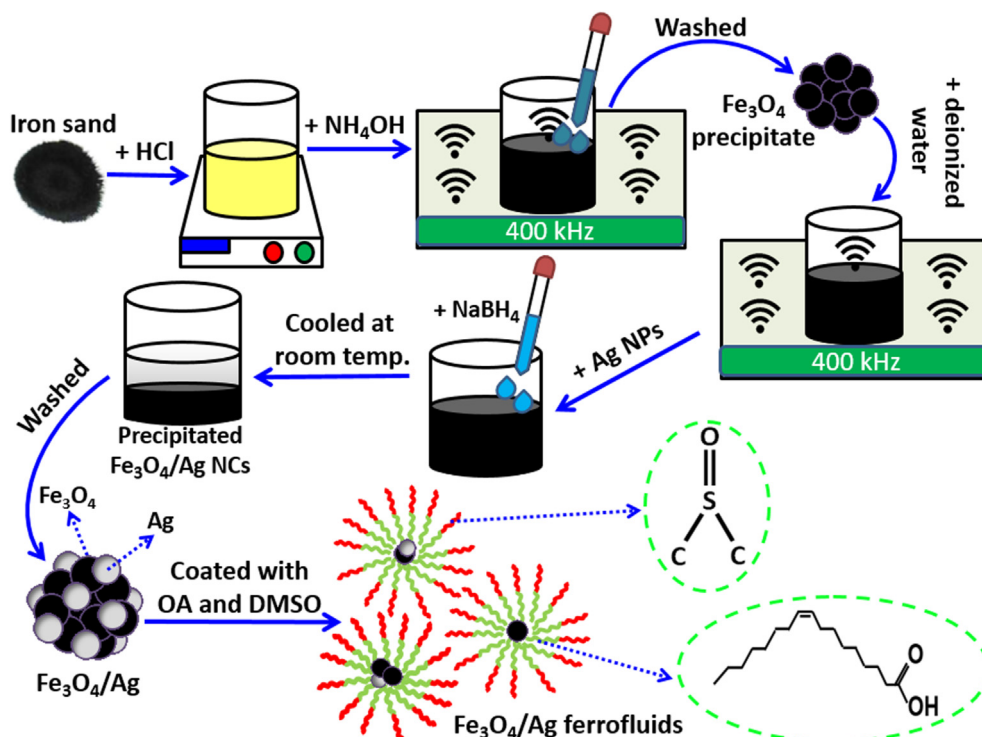 Iron sand
+ HCl
+ NH₄OH
400 kHz
Washed
Fe₃O₄
precipitate
+ deionized
water
400 kHz
+ Ag NPs
+ NaBH₄
Cooled at
room temp.
Precipitated
Fe₃O₄/Ag NCs
Washed
Fe₃O₄
Ag
Fe₃O₄/Ag
Coated with
OA and DMSO
Fe₃O₄/Ag ferrofluids
O
S
C C
O
OH